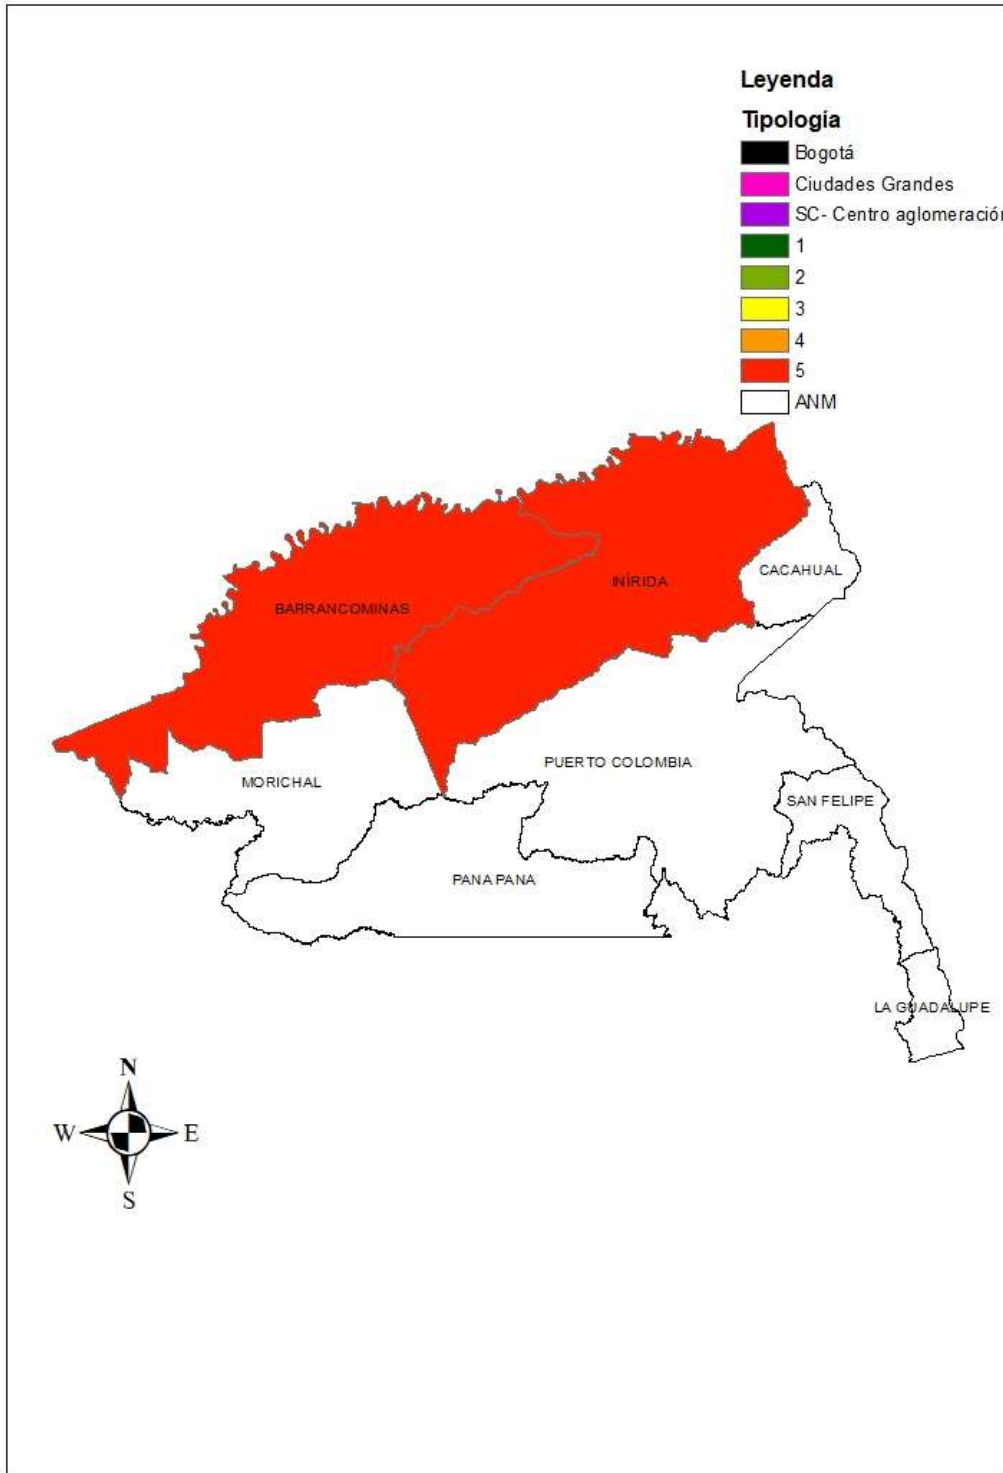 Leyenda
Tipología
Bogotá
Ciudades Grandes
SC- Centro aglomeración
1
2
3
4
5
ANM
CACAHUAL
INÍRIDA
BARRANCOMINAS
PUERTO COLOMBIA
MORICHAL
SAN FELIPE
PANA PANA
LA GUADALUPE
N
W
E
S